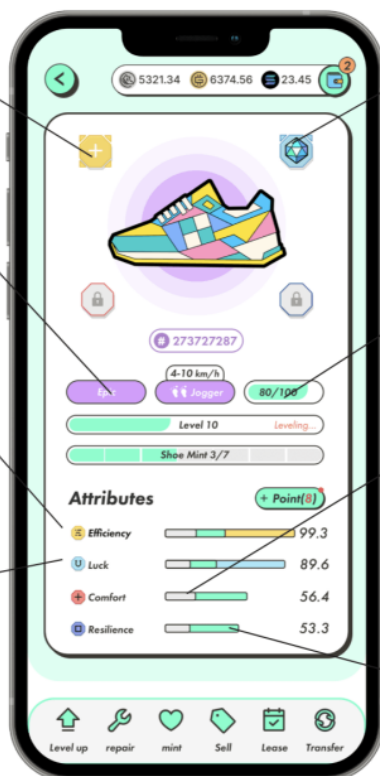 5321.34 6374.56 23.45 2
# 273727287
4-10 km/h
Epic Jogger 80/100
Level 10 Leveling...
Shoe Mint 3/7
Attributes + Point(8)
Efficiency 99.3
Luck 89.6
Comfort 56.4
Resilience 53.3
Level up repair mint Sell Lease Transfer